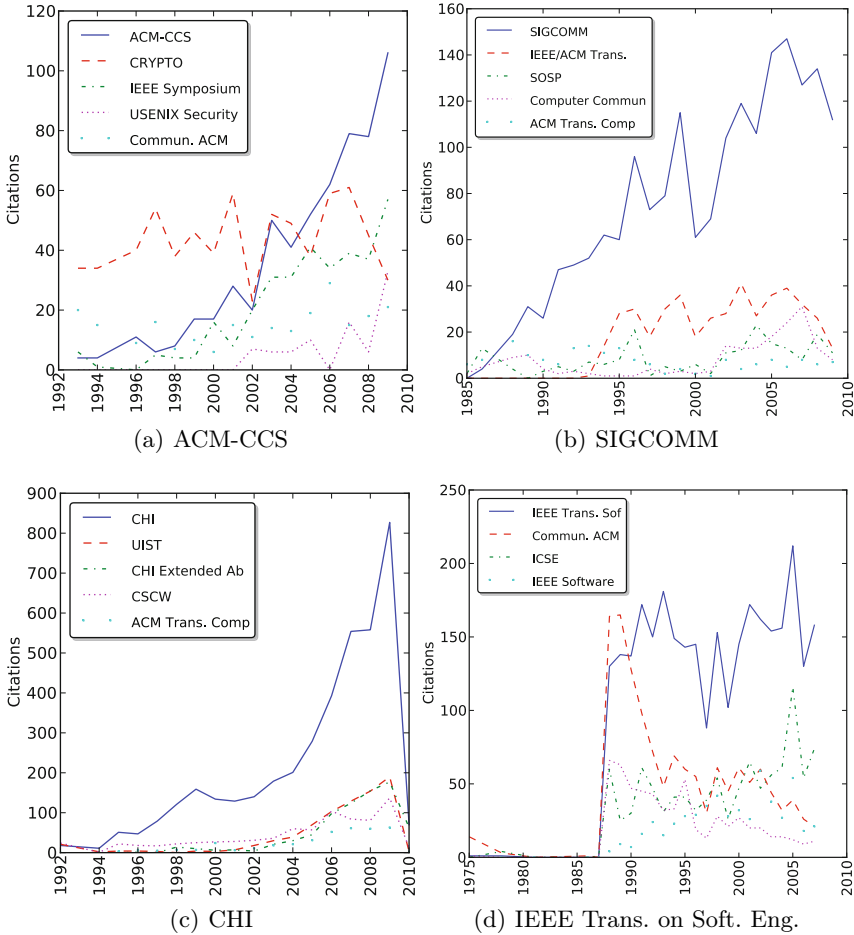 120
100
80
60
40
20
0
Citations
ACM-CCS
CRYPTO
IEEE Symposium
USENIX Security
Commun. ACM
1992
1994
1996
1998
2000
2002
2004
2006
2008
2010
(a) ACM-CCS
160
140
120
100
80
60
40
20
0
Citations
SIGCOMM
IEEE/ACM Trans.
SOSP
Computer Commun
ACM Trans. Comp
1985
1990
1995
2000
2005
2010
(b) SIGCOMM
900
800
700
600
500
400
300
200
100
0
Citations
CHI
UIST
CHI Extended Ab
CSCW
ACM Trans. Comp
1992
1994
1996
1998
2000
2002
2004
2006
2008
2010
(c) CHI
250
200
150
100
50
0
Citations
IEEE Trans. Sof
Commun. ACM
ICSE
IEEE Software
1975
1980
1985
1990
1995
2000
2005
2010
(d) IEEE Trans. on Soft. Eng.